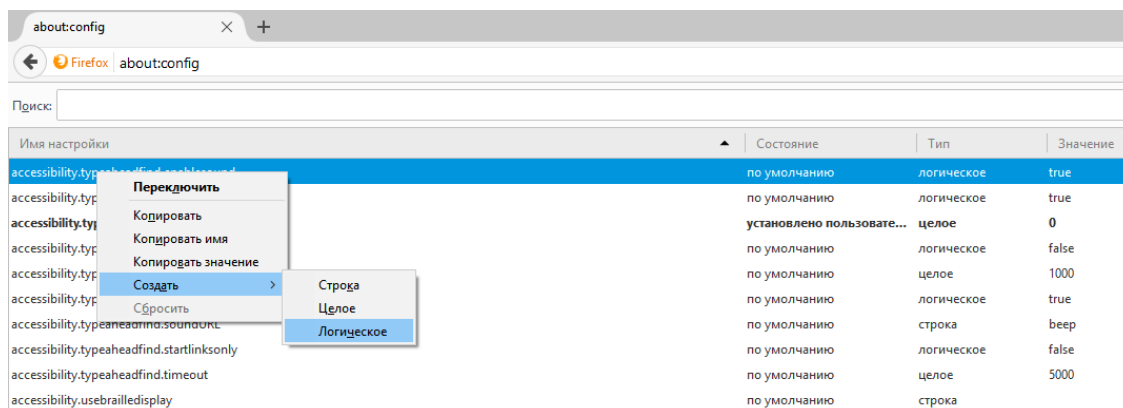 about:config
Firefox about:config
Поиск:
Имя настройки Состояние Тип Значение
accessibility.typeaheadfind.enablesound по умолчанию логическое true
accessibility.typ по умолчанию логическое true
accessibility.typ установлено пользовате... целое 0
accessibility.typ по умолчанию логическое false
accessibility.typ по умолчанию целое 1000
accessibility.typ по умолчанию логическое true
accessibility.typeaheadfind.soundURL по умолчанию строка beep
accessibility.typeaheadfind.startlinksonly по умолчанию логическое false
accessibility.typeaheadfind.timeout по умолчанию целое 5000
accessibility.usebrailledisplay по умолчанию строка
Переключить
Копировать
Копировать имя
Копировать значение
Создать
Сбросить
Строка
Целое
Логическое